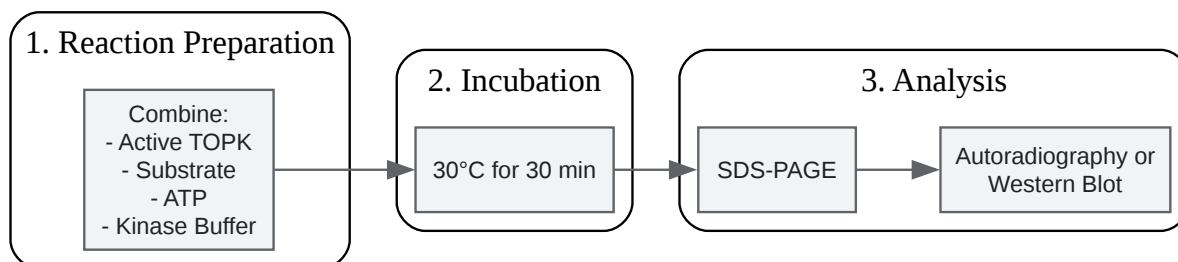 1. Reaction Preparation
Combine:
- Active TOPK
- Substrate
- ATP
- Kinase Buffer
2. Incubation
30°C for 30 min
3. Analysis
SDS-PAGE
Autoradiography or
Western Blot